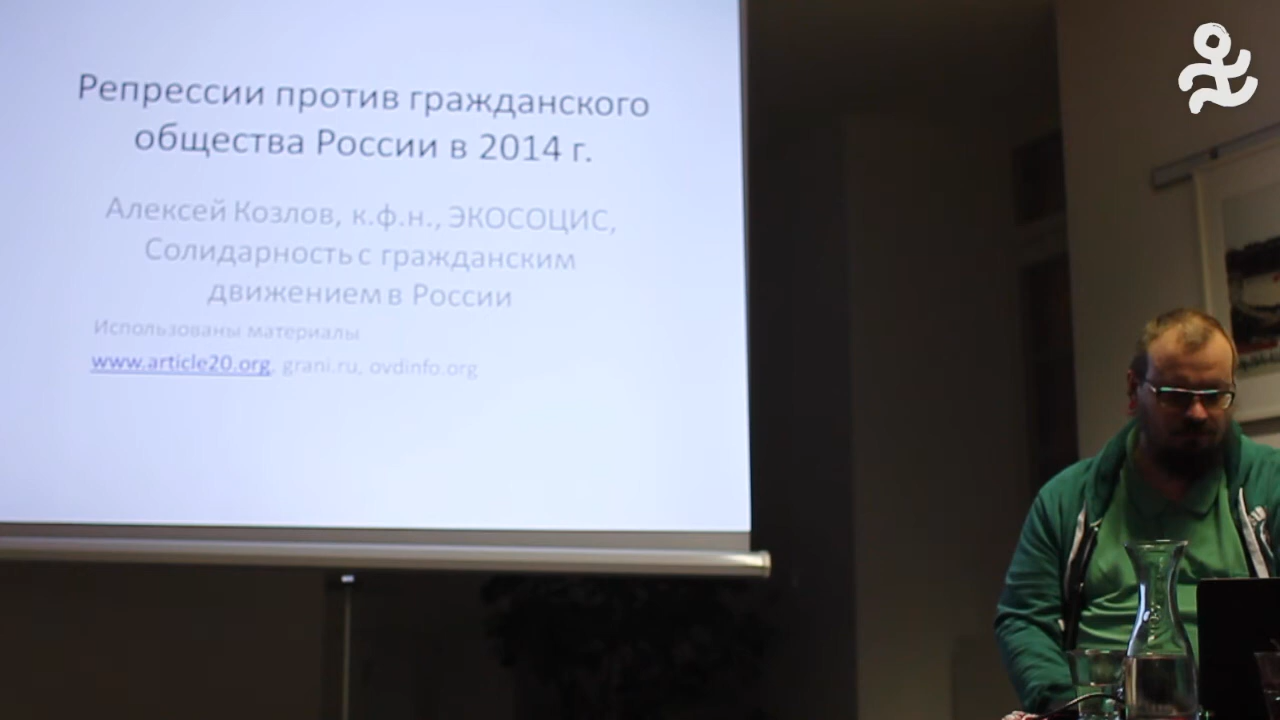 Репрессии против гражданского
общества России в 2014 г.
Алексей Козлов, к.ф.н., ЭКОСОЦИС,
Солидарность с гражданским
движением в России
Использованы материалы
www.article20.org, grani.ru, ovdinfo.org